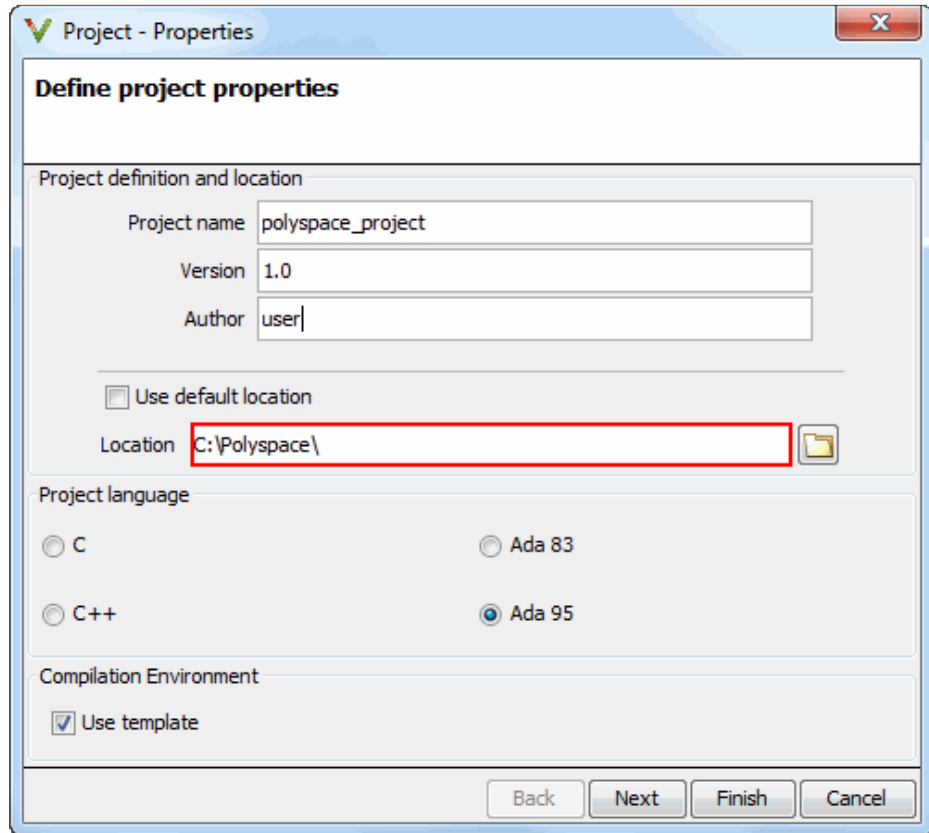 Project - Properties
Define project properties
Project definition and location
Project name polyspace_project
Version 1.0
Author user
Use default location
Location C:\Polyspace\
Project language
C Ada 83
C++ Ada 95
Compilation Environment
Use template
Back Next Finish Cancel